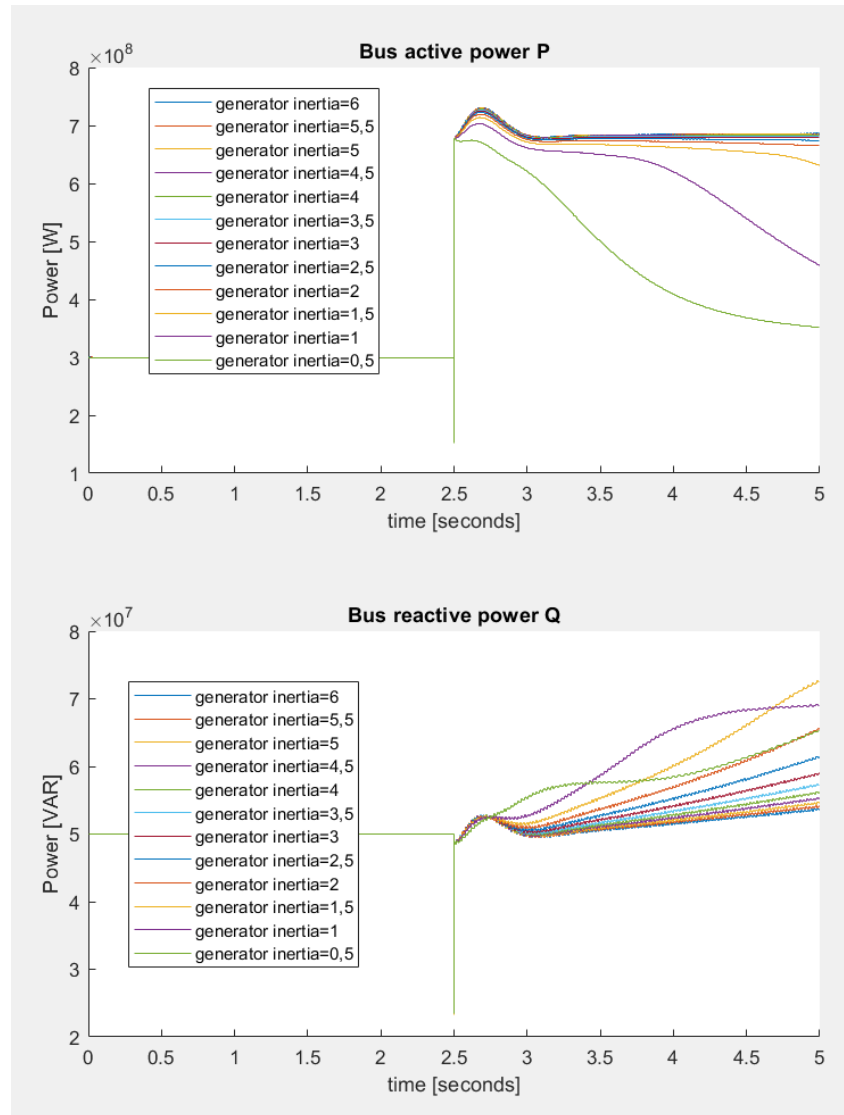 Bus active power P
×10^8
8
7
6
5
4
3
2
1
Power [W]
generator inertia=6
generator inertia=5,5
generator inertia=5
generator inertia=4,5
generator inertia=4
generator inertia=3,5
generator inertia=3
generator inertia=2,5
generator inertia=2
generator inertia=1,5
generator inertia=1
generator inertia=0,5
0 0.5 1 1.5 2 2.5 3 3.5 4 4.5 5
time [seconds]
Bus reactive power Q
×10^7
8
7
6
5
4
3
2
Power [VAR]
generator inertia=6
generator inertia=5,5
generator inertia=5
generator inertia=4,5
generator inertia=4
generator inertia=3,5
generator inertia=3
generator inertia=2,5
generator inertia=2
generator inertia=1,5
generator inertia=1
generator inertia=0,5
0 0.5 1 1.5 2 2.5 3 3.5 4 4.5 5
time [seconds]